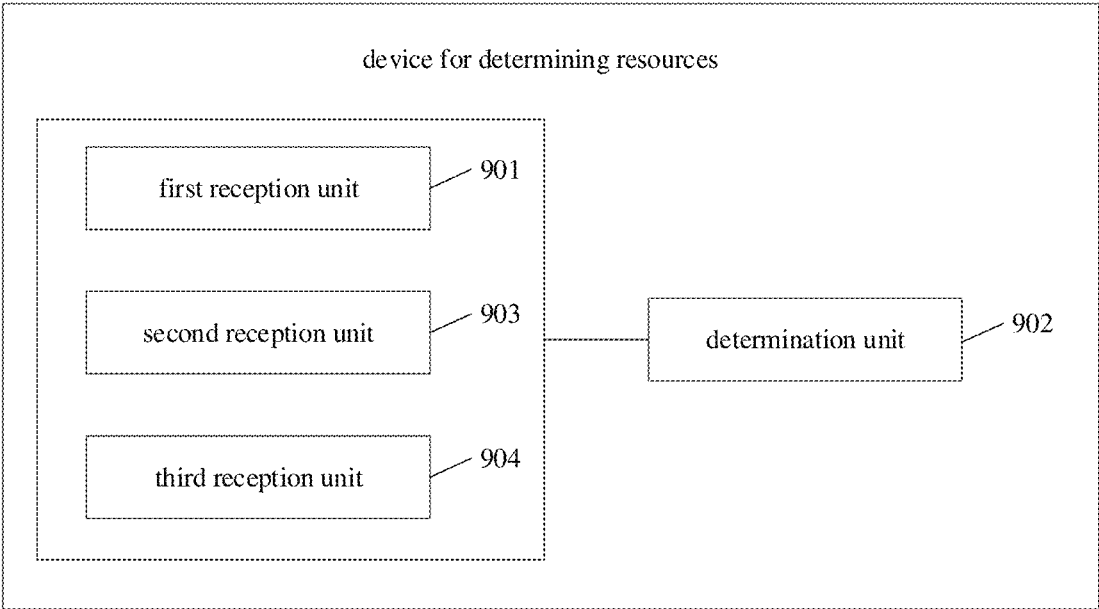 device for determining resources
first reception unit
901
second reception unit
903
determination unit
902
third reception unit
904